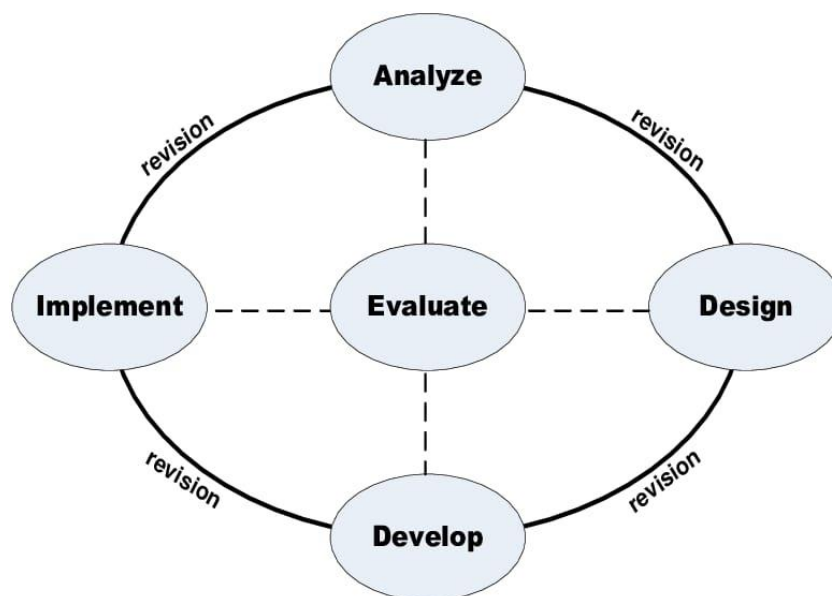 Analyze
revision
revision
Implement
Evaluate
Design
revision
revision
Develop